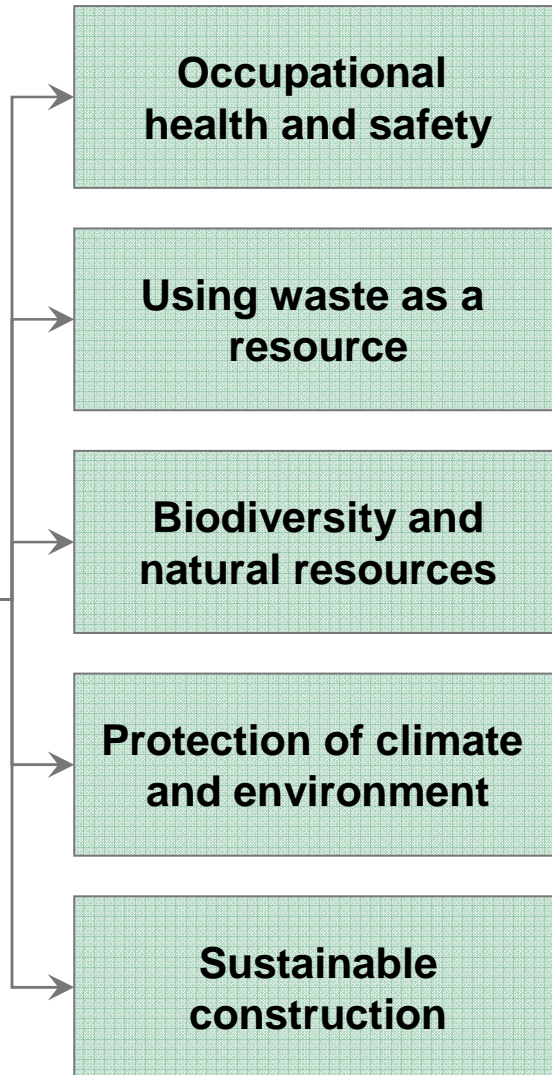 Occupational
health and safety
Using waste as a
resource
Biodiversity and
natural resources
Protection of climate
and environment
Sustainable
construction